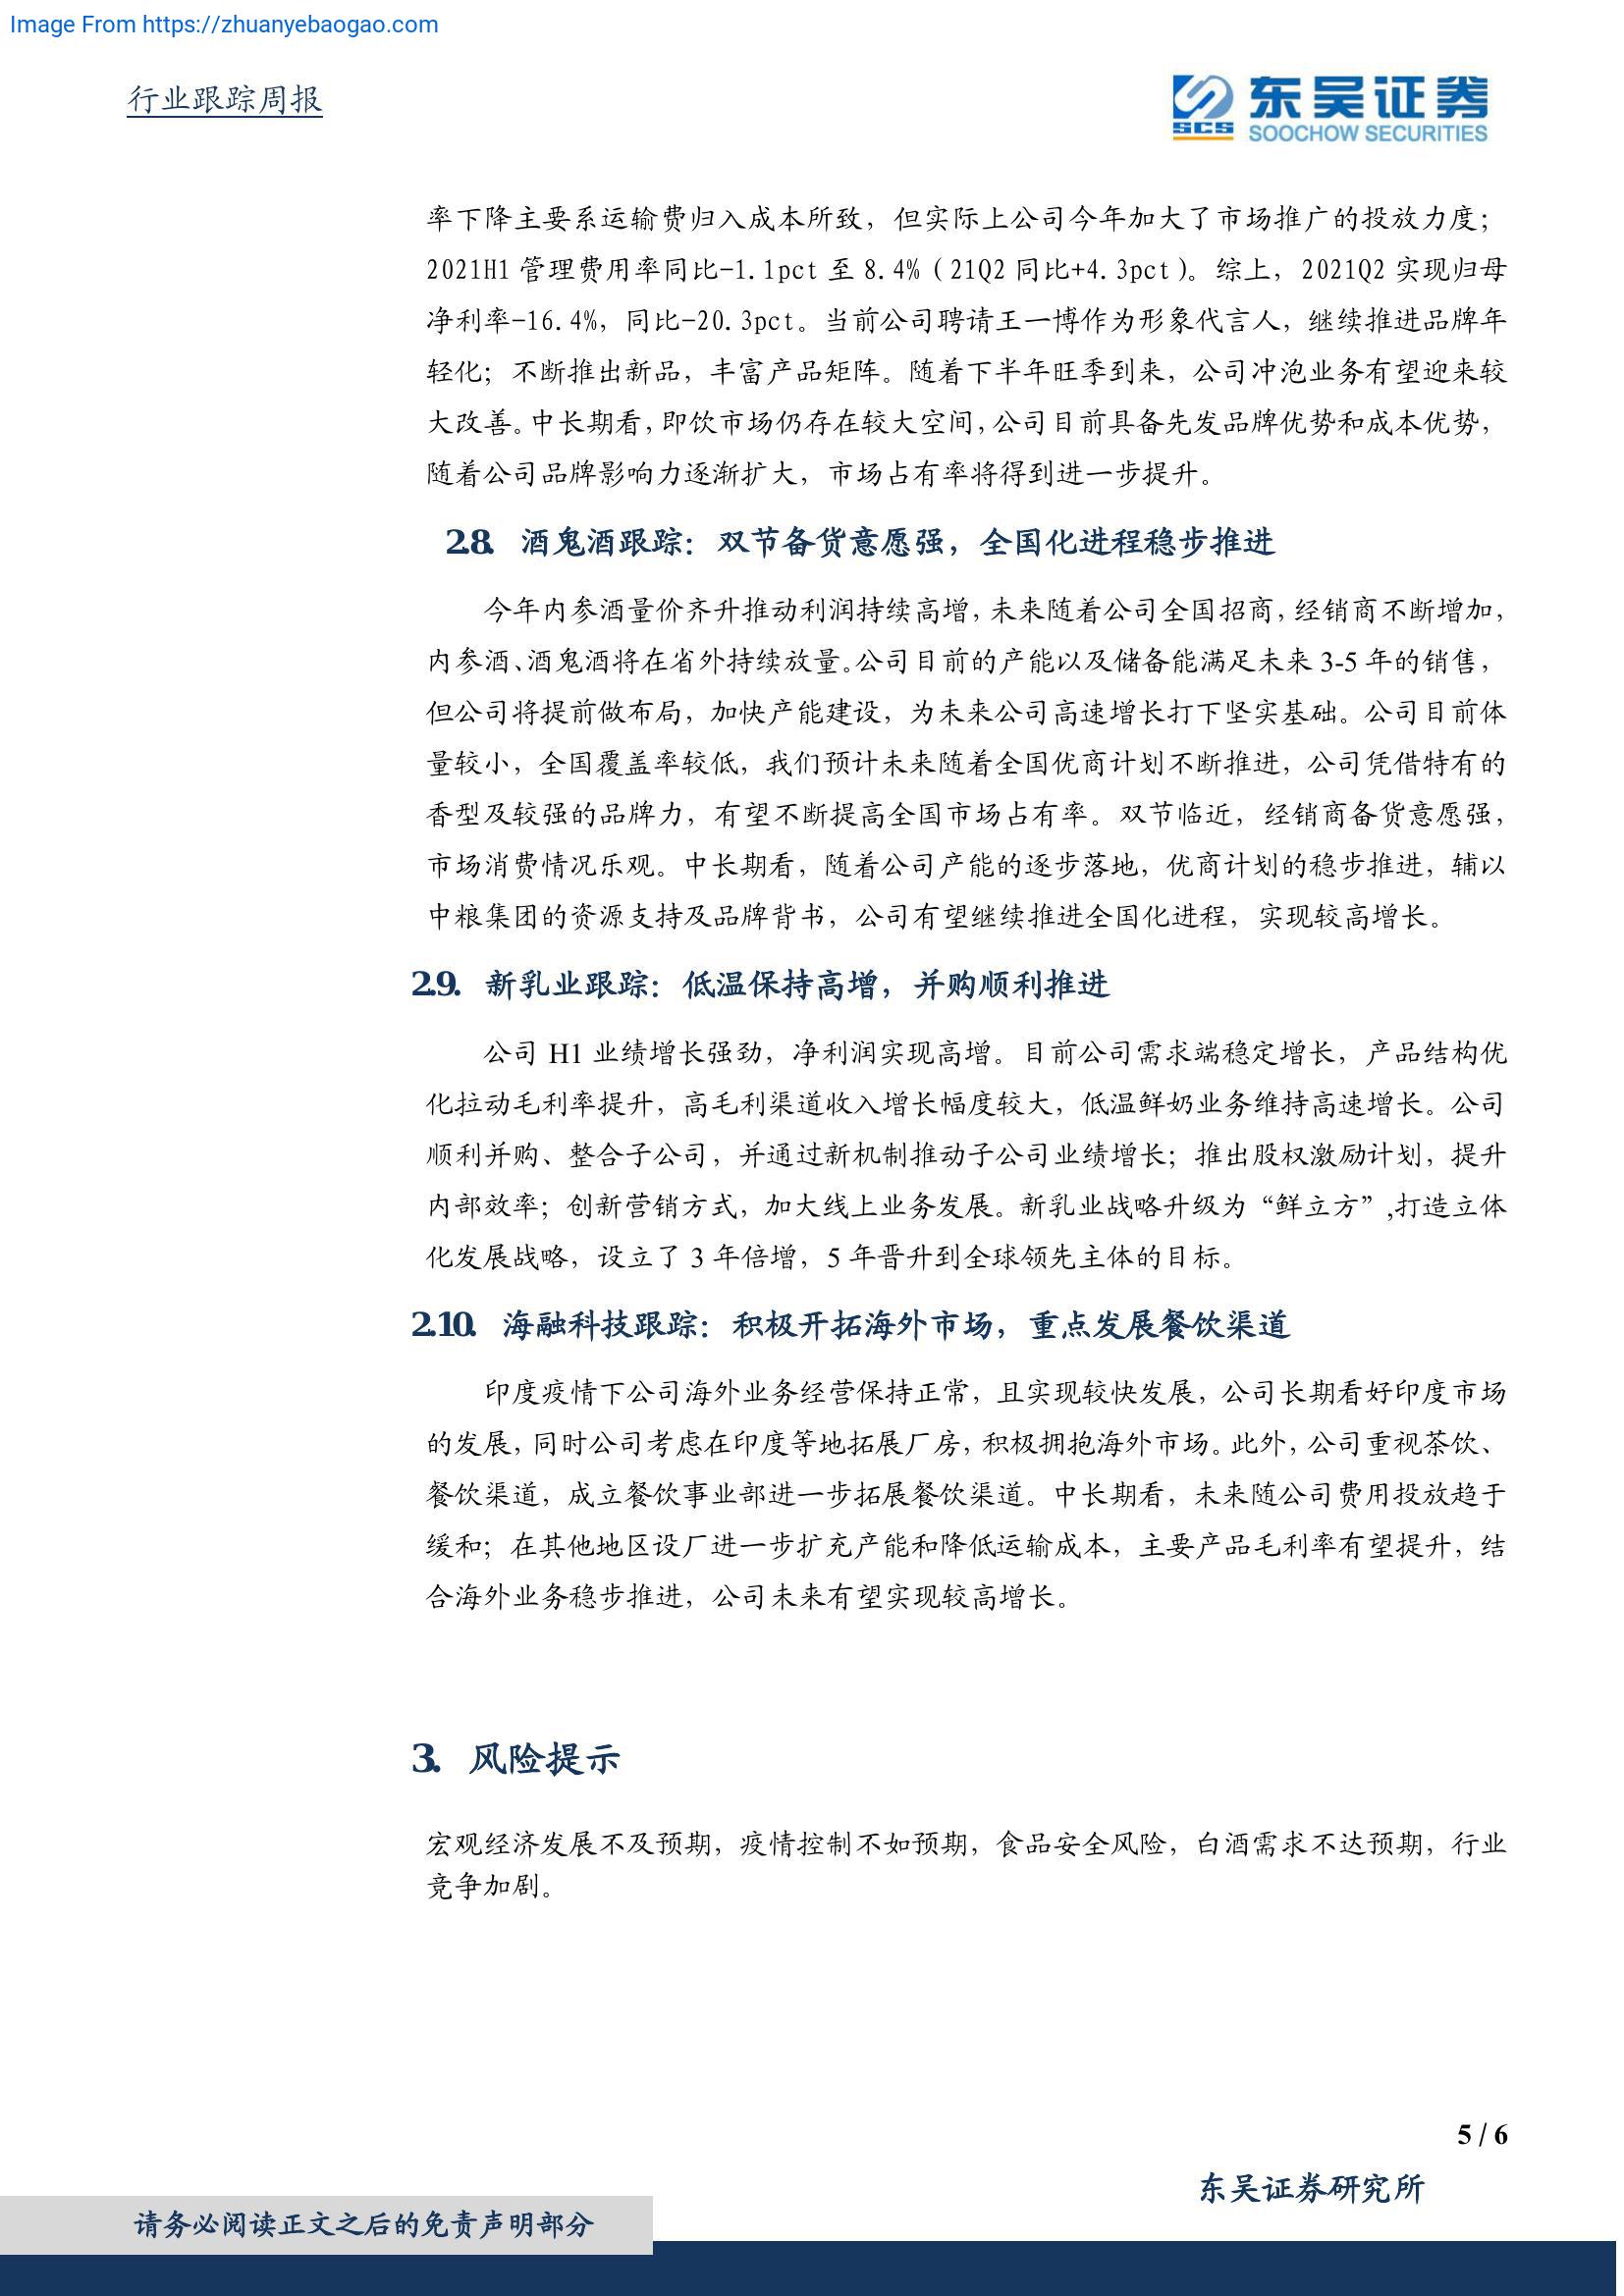 Image From https://zhuanyebaogao.com
行业跟踪周报
东吴证券
SCS
SOOCHOW SECURITIES
率下降主要系运输费归入成本所致，但实际上公司今年加大了市场推广的投放力度；
2021H1 管理费用率同比-1.1pct 至 8.4%（21Q2 同比+4.3pct）。综上，2021Q2 实现归母
净利率-16.4%，同比-20.3pct。当前公司聘请王一博作为形象代言人，继续推进品牌年
轻化；不断推出新品，丰富产品矩阵。随着下半年旺季到来，公司冲泡业务有望迎来较
大改善。中长期看，即饮市场仍存在较大空间，公司目前具备先发品牌优势和成本优势，
随着公司品牌影响力逐渐扩大，市场占有率将得到进一步提升。
2.8. 酒鬼酒跟踪：双节备货意愿强，全国化进程稳步推进
今年内参酒量价齐升推动利润持续高增，未来随着公司全国招商，经销商不断增加，
内参酒、酒鬼酒将在省外持续放量。公司目前的产能以及储备能满足未来 3-5 年的销售，
但公司将提前做布局，加快产能建设，为未来公司高速增长打下坚实基础。公司目前体
量较小，全国覆盖率较低，我们预计未来随着全国优商计划不断推进，公司凭借特有的
香型及较强的品牌力，有望不断提高全国市场占有率。双节临近，经销商备货意愿强，
市场消费情况乐观。中长期看，随着公司产能的逐步落地，优商计划的稳步推进，辅以
中粮集团的资源支持及品牌背书，公司有望继续推进全国化进程，实现较高增长。
2.9. 新乳业跟踪：低温保持高增，并购顺利推进
公司 H1 业绩增长强劲，净利润实现高增。目前公司需求端稳定增长，产品结构优
化拉动毛利率提升，高毛利渠道收入增长幅度较大，低温鲜奶业务维持高速增长。公司
顺利并购、整合子公司，并通过新机制推动子公司业绩增长；推出股权激励计划，提升
内部效率；创新营销方式，加大线上业务发展。新乳业战略升级为“鲜立方”,打造立体
化发展战略，设立了 3 年倍增，5 年晋升到全球领先主体的目标。
2.10. 海融科技跟踪：积极开拓海外市场，重点发展餐饮渠道
印度疫情下公司海外业务经营保持正常，且实现较快发展，公司长期看好印度市场
的发展，同时公司考虑在印度等地拓展厂房，积极拥抱海外市场。此外，公司重视茶饮、
餐饮渠道，成立餐饮事业部进一步拓展餐饮渠道。中长期看，未来随公司费用投放趋于
缓和；在其他地区设厂进一步扩充产能和降低运输成本，主要产品毛利率有望提升，结
合海外业务稳步推进，公司未来有望实现较高增长。
3. 风险提示
宏观经济发展不及预期，疫情控制不如预期，食品安全风险，白酒需求不达预期，行业
竞争加剧。
5 / 6
东吴证券研究所
请务必阅读正文之后的免责声明部分